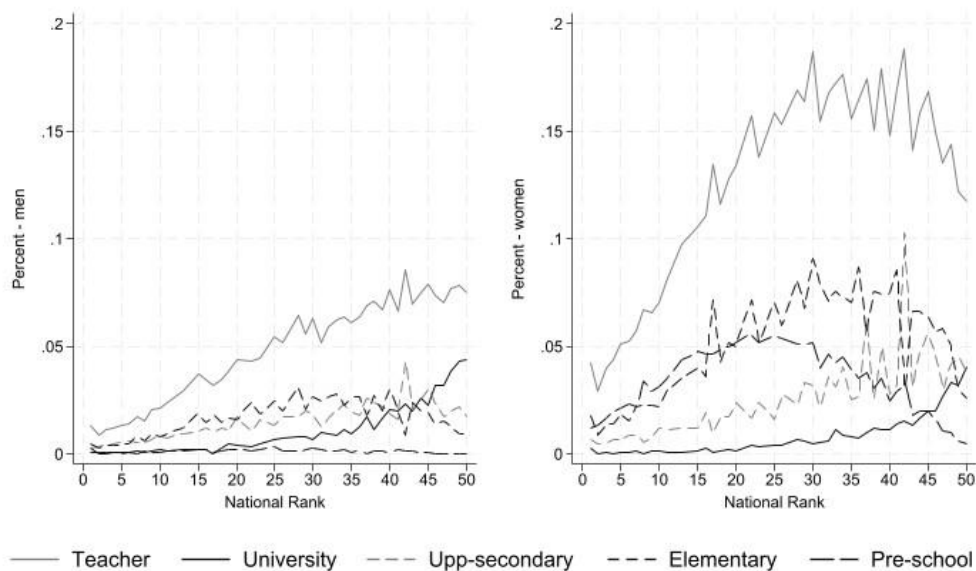 .2
.15
.1
.05
0
Percent - men
0 5 10 15 20 25 30 35 40 45 50
National Rank
.2
.15
.1
.05
0
Percent - women
0 5 10 15 20 25 30 35 40 45 50
National Rank
Teacher University Upp-secondary Elementary Pre-school